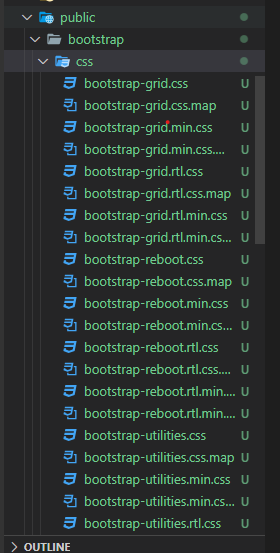 public
bootstrap
css
bootstrap-grid.css U
bootstrap-grid.css.map U
bootstrap-grid.min.css U
bootstrap-grid.min.css.... U
bootstrap-grid.rtl.css U
bootstrap-grid.rtl.css.map U
bootstrap-grid.rtl.min.css U
bootstrap-grid.rtl.min.cs... U
bootstrap-reboot.css U
bootstrap-reboot.css.map U
bootstrap-reboot.min.css U
bootstrap-reboot.min.cs... U
bootstrap-reboot.rtl.css U
bootstrap-reboot.rtl.css.... U
bootstrap-reboot.rtl.min.... U
bootstrap-reboot.rtl.min.... U
bootstrap-utilities.css U
bootstrap-utilities.css.map U
bootstrap-utilities.min.css U
bootstrap-utilities.min.cs... U
bootstrap-utilities.rtl.css U
OUTLINE